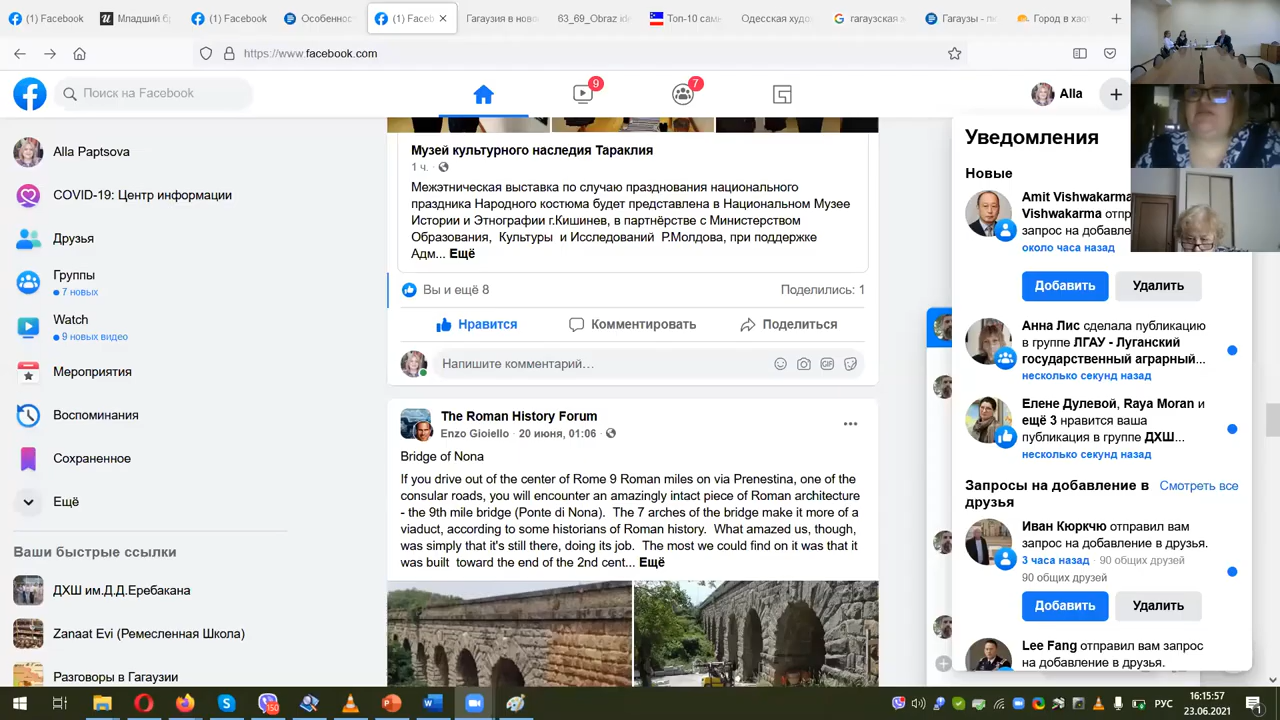 (1) Facebook
Младший б
(1) Facebook
Особеннос
(1) Faceb
Гагаузия в ново
63_69_Obraz
Топ-10 сам
Одесская худо
гагаузская
Гагаузы -
Город в хао
https://www.facebook.com
Поиск на Facebook
9
7
Alla
Alla Paptsova
COVID-19: Центр информации
Друзья
Группы
7 новых
Watch
9 новых видео
Мероприятия
Воспоминания
Сохраненное
Ещё
Ваши быстрые ссылки
ДХШ им.Д.Д.Еребакана
Zanaat Evi (Ремесленная Школа)
Разговоры в Гагаузии
Музей культурного наследия Тараклия
1 ч. ·
Межэтническая выставка по случаю празднования национального
праздника Народного костюма будет представлена в Национальном Музее
Истории и Этнографии г.Кишинев, в партнёрстве с Министерством
Образования, Культуры и Исследований Р.Молдова, при поддержке
Адм... Ещё
Вы и ещё 8
Поделились: 1
Нравится
Комментировать
Поделиться
Напишите комментарий…
GIF
The Roman History Forum
Enzo Gioiello · 20 июня, 01:06 ·
Bridge of Nona
If you drive out of the center of Rome 9 Roman miles on via Prenestina, one of the
consular roads, you will encounter an amazingly intact piece of Roman architecture
- the 9th mile bridge (Ponte di Nona). The 7 arches of the bridge make it more of a
viaduct, according to some historians of Roman history. What amazed us, though,
was simply that it's still there, doing its job. The most we could find on it was that it
was built toward the end of the 2nd cent... Ещё
Уведомления
Новые
Amit Vishwakarma
Vishwakarma отпр
запрос на добавле
около часа назад
Добавить
Удалить
Анна Лис сделала публикацию
в группе ЛГАУ - Луганский
государственный аграрный...
несколько секунд назад
Елене Дулевой, Raya Moran и
ещё 3 нравится ваша
публикация в группе ДХШ...
несколько секунд назад
Запросы на добавление в
друзья
Смотреть все
Иван Кюркчю отправил вам
запрос на добавление в друзья.
3 часа назад · 90 общих друзей
90 общих друзей
Добавить
Удалить
Lee Fang отправил вам запрос
на добавление в друзья.
150
РУС
16:15:57
23.06.2021
1